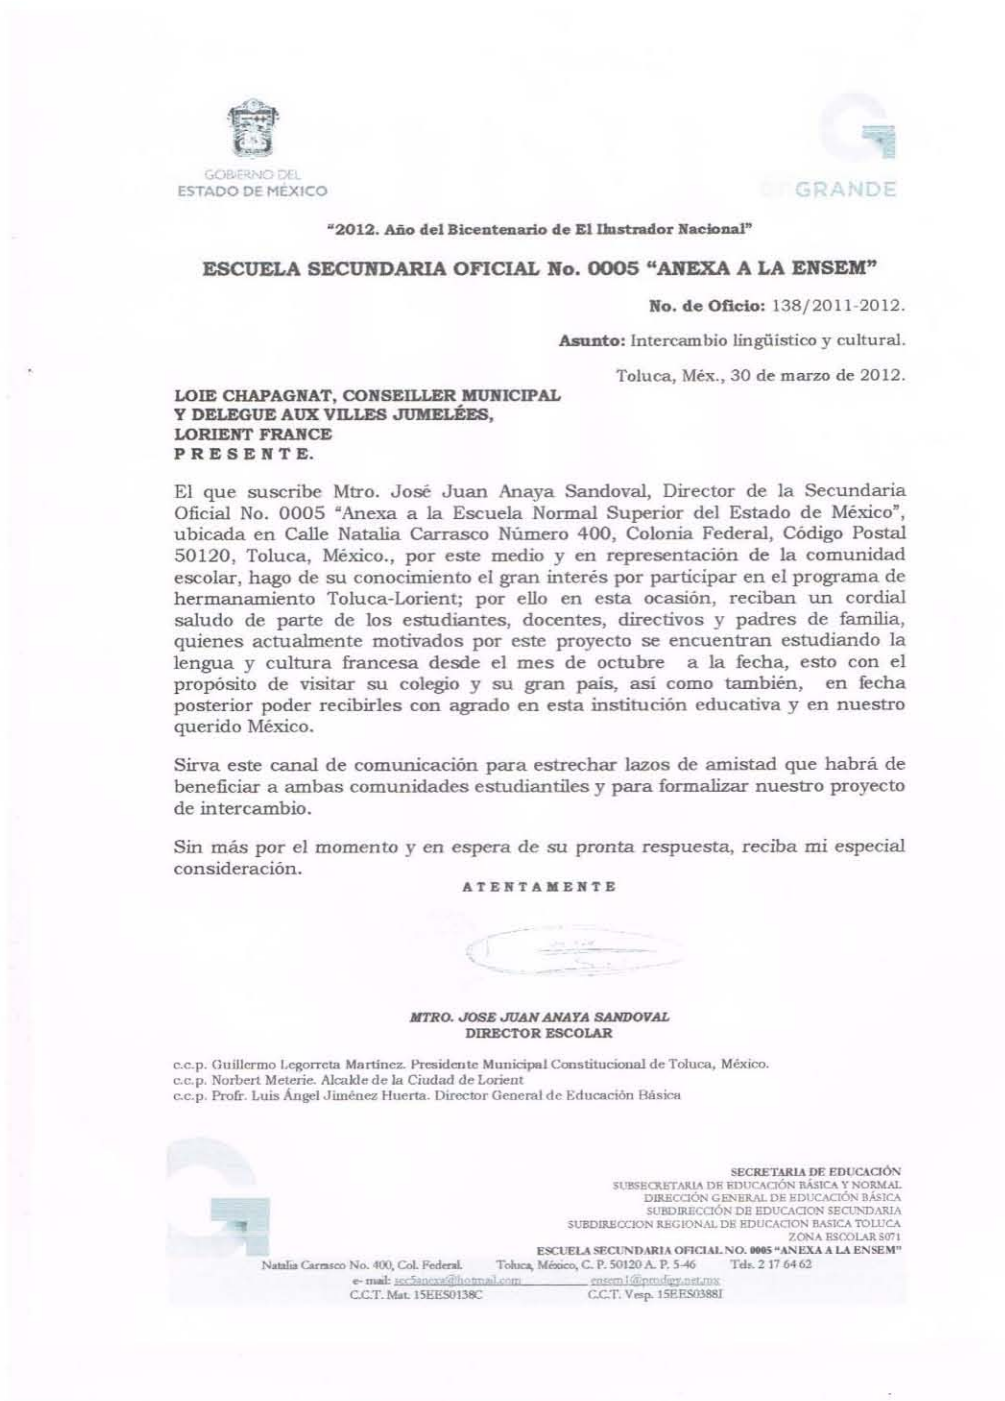 GOBIERNO DEL
ESTADO DE MÉXICO
GRANDE
"2012. Año del Bicentenario de El Ilustrador Nacional"
ESCUELA SECUNDARIA OFICIAL No. 0005 "ANEXA A LA ENSEM"
No. de Oficio: 138/2011-2012.
Asunto: Intercambio lingüístico y cultural.
Toluca, Méx., 30 de marzo de 2012.
LOIE CHAPAGNAT, CONSEILLER MUNICIPAL
Y DELEGUE AUX VILLES JUMELÉES,
LORIENT FRANCE
P R E S E N T E.
El que suscribe Mtro. José Juan Anaya Sandoval, Director de la Secundaria
Oficial No. 0005 "Anexa a la Escuela Normal Superior del Estado de México",
ubicada en Calle Natalia Carrasco Número 400, Colonia Federal, Código Postal
50120, Toluca, México., por este medio y en representación de la comunidad
escolar, hago de su conocimiento el gran interés por participar en el programa de
hermanamiento Toluca-Lorient; por ello en esta ocasión, reciban un cordial
saludo de parte de los estudiantes, docentes, directivos y padres de familia,
quienes actualmente motivados por este proyecto se encuentran estudiando la
lengua y cultura francesa desde el mes de octubre a la fecha, esto con el
propósito de visitar su colegio y su gran país, así como también, en fecha
posterior poder recibirles con agrado en esta institución educativa y en nuestro
querido México.
Sirva este canal de comunicación para estrechar lazos de amistad que habrá de
beneficiar a ambas comunidades estudiantiles y para formalizar nuestro proyecto
de intercambio.
Sin más por el momento y en espera de su pronta respuesta, reciba mi especial
consideración.
A T E N T A M E N T E
MTRO. JOSE JUAN ANAYA SANDOVAL
DIRECTOR ESCOLAR
c.c.p. Guillermo Legorreta Martínez. Presidente Municipal Constitucional de Toluca, México.
c.c.p. Norbert Meterie. Alcalde de la Ciudad de Lorient
c.c.p. Profr. Luis Ángel Jiménez Huerta. Director General de Educación Básica
SECRETARIA DE EDUCACIÓN
SUBSECRETARIA DE EDUCACIÓN BÁSICA Y NORMAL
DIRECCIÓN GENERAL DE EDUCACIÓN BÁSICA
SUBDIRECCIÓN DE EDUCACION SECUNDARIA
SUBDIRECCION REGIONAL DE EDUCACION BASICA TOLUCA
ZONA ESCOLAR S071
ESCUELA SECUNDARIA OFICIAL NO. 0005 "ANEXA A LA ENSEM"
Natalia Carrasco No. 400, Col. Federal. Toluca, México, C. P. 50120 A. P. 5-46 Tels. 2 17 64 62
e- mail: sec5anexa@hotmail.com ensem1@prodigy.net.mx
C.C.T. Mat. 15EES0138C C.C.T. Vesp. 15EES0388I